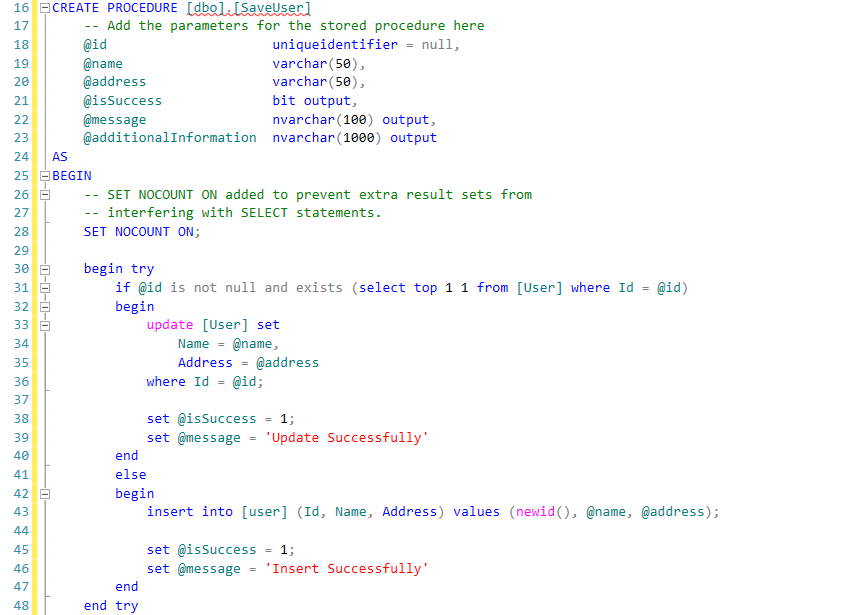 16 CREATE PROCEDURE [dbo].[SaveUser]
17     -- Add the parameters for the stored procedure here
18     @id                     uniqueidentifier = null,
19     @name                   varchar(50),
20     @address                varchar(50),
21     @isSuccess              bit output,
22     @message                nvarchar(100) output,
23     @additionalInformation  nvarchar(1000) output
24 AS
25 BEGIN
26     -- SET NOCOUNT ON added to prevent extra result sets from
27     -- interfering with SELECT statements.
28     SET NOCOUNT ON;
29
30     begin try
31         if @id is not null and exists (select top 1 1 from [User] where Id = @id)
32         begin
33             update [User] set
34                 Name = @name,
35                 Address = @address
36             where Id = @id;
37
38             set @isSuccess = 1;
39             set @message = 'Update Successfully'
40         end
41         else
42         begin
43             insert into [user] (Id, Name, Address) values (newid(), @name, @address);
44
45             set @isSuccess = 1;
46             set @message = 'Insert Successfully'
47         end
48     end try